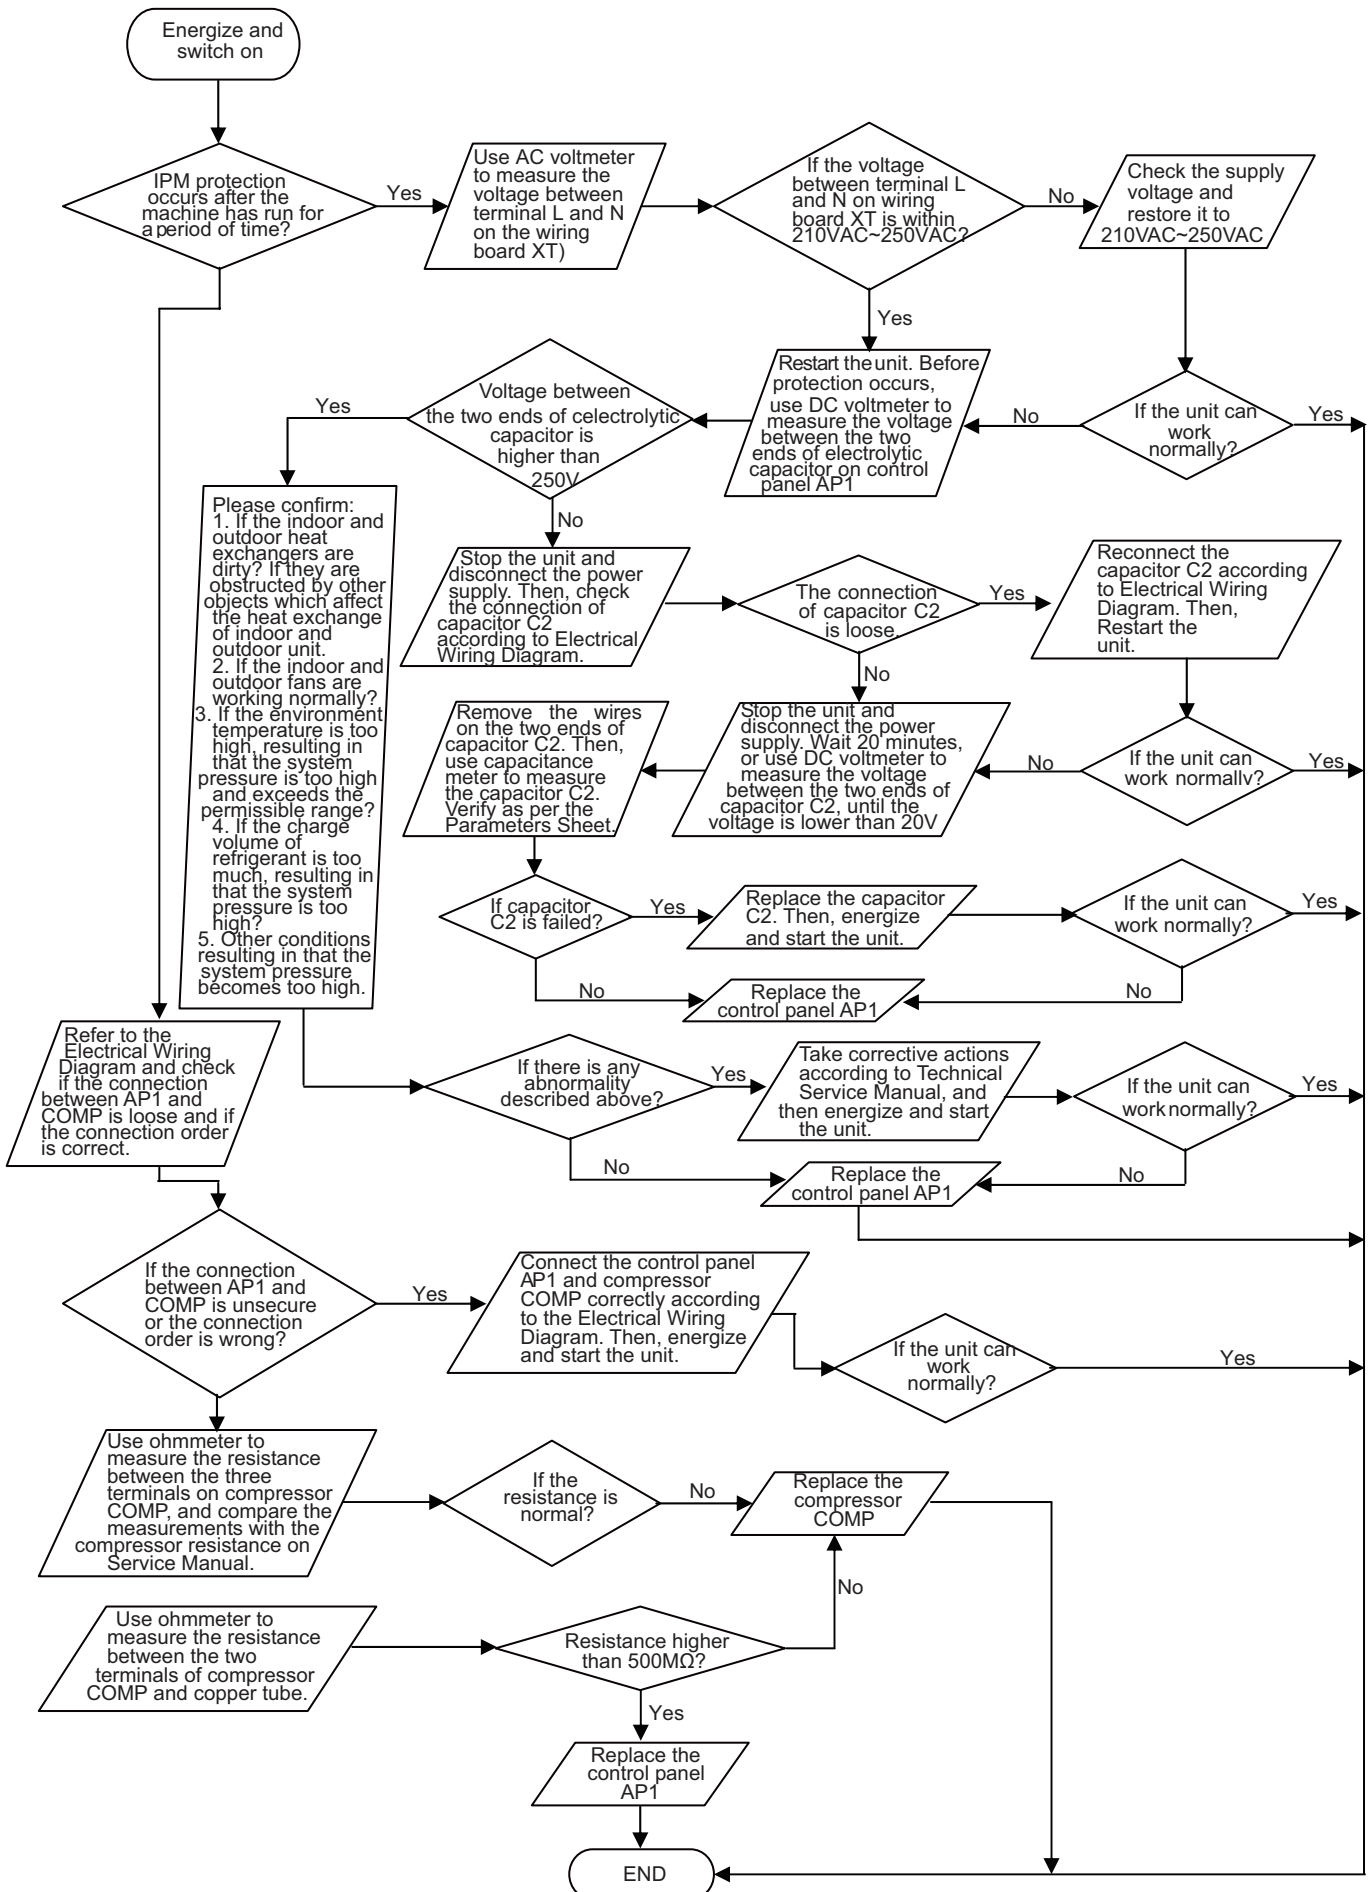 Energize and
switch on
IPM protection
occurs after the
machine has run for
a period of time?
Yes
Use AC voltmeter
to measure the
voltage between
terminal L and N
on the wiring
board XT)
If the voltage
between terminal L
and N on wiring
board XT is within
210VAC~250VAC?
No
Check the supply
voltage and
restore it to
210VAC~250VAC
Yes
Voltage between
the two ends of celectrolytic
capacitor is
higher than
250V
Yes
Restart the unit. Before
protection occurs,
use DC voltmeter to
measure the voltage
between the two
ends of electrolytic
capacitor on control
panel AP1
No
If the unit can
work
normally?
Yes
Please confirm:
1. If the indoor and
outdoor heat
exchangers are
dirty? If they are
obstructed by other
objects which affect
the heat exchange
of indoor and
outdoor unit.
2. If the indoor and
outdoor fans are
working normally?
3. If the environment
temperature is too
high, resulting in
that the system
pressure is too high
and exceeds the
permissible range?
4. If the charge
volume of
refrigerant is too
much, resulting in
that the system
pressure is too
high?
5. Other conditions
resulting in that the
system pressure
becomes too high.
No
Stop the unit and
disconnect the power
supply. Then, check
the connection of
capacitor C2
according to Electrical
Wiring Diagram.
The connection
of capacitor C2
is loose.
Yes
Reconnect the
capacitor C2 according
to Electrical Wiring
Diagram. Then,
Restart the
unit.
No
Remove the wires
on the two ends of
capacitor C2. Then,
use capacitance
meter to measure
the capacitor C2.
Verify as per the
Parameters Sheet.
Stop the unit and
disconnect the power
supply. Wait 20 minutes,
or use DC voltmeter to
measure the voltage
between the two ends of
capacitor C2, until the
voltage is lower than 20V
No
If the unit can
work normally?
Yes
If capacitor
C2 is failed?
Yes
Replace the capacitor
C2. Then, energize
and start the unit.
If the unit can
work normally?
Yes
No
Replace the
control panel AP1
No
Refer to the
Electrical Wiring
Diagram and check
if the connection
between AP1 and
COMP is loose and if
the connection order
is correct.
If there is any
abnormality
described above?
Yes
Take corrective actions
according to Technical
Service Manual, and
then energize and start
the unit.
If the unit can
work normally?
Yes
No
Replace the
control panel AP1
No
If the connection
between AP1 and
COMP is unsecure
or the connection
order is wrong?
Yes
Connect the control panel
AP1 and compressor
COMP correctly according
to the Electrical Wiring
Diagram. Then, energize
and start the unit.
If the unit can
work
normally?
Yes
Use ohmmeter to
measure the resistance
between the three
terminals on compressor
COMP, and compare the
measurements with the
compressor resistance on
Service Manual.
If the
resistance is
normal?
No
Replace the
compressor
COMP
No
Use ohmmeter to
measure the resistance
between the two
terminals of compressor
COMP and copper tube.
Resistance higher
than 500MΩ?
Yes
Replace the
control panel
AP1
END